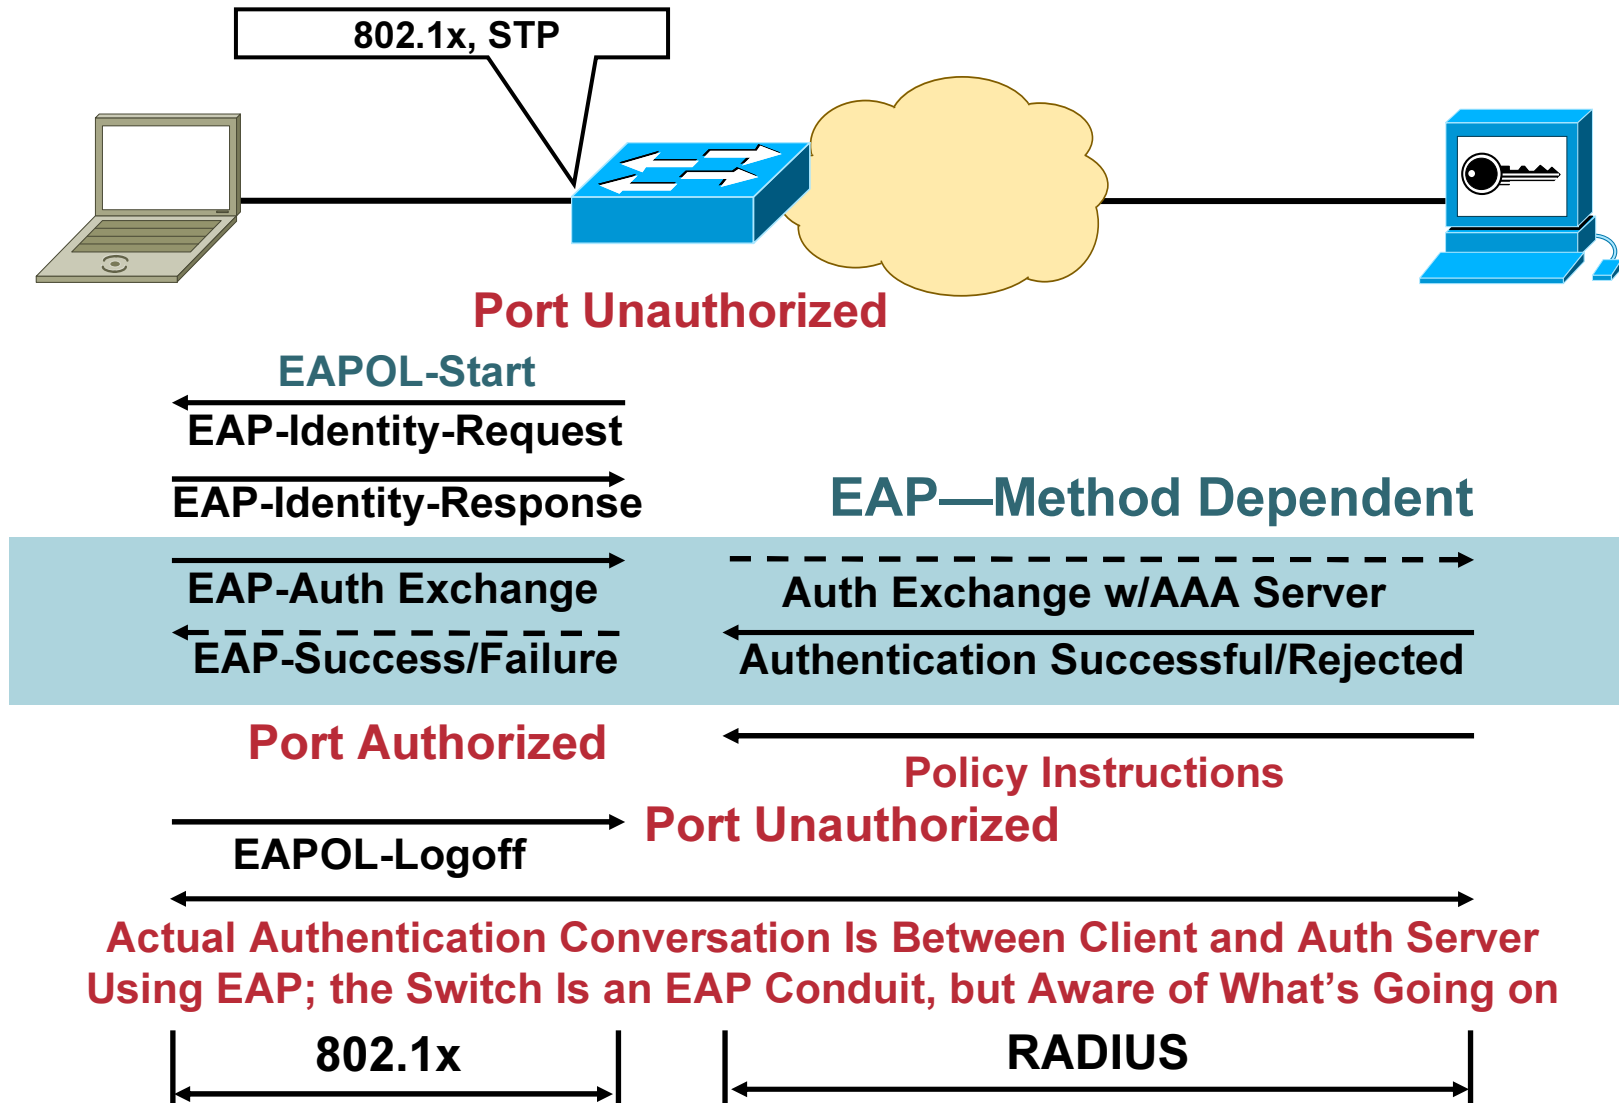 802.1x, STP
Port Unauthorized
EAPOL-Start
EAP-Identity-Request
EAP-Identity-Response
EAP—Method Dependent
EAP-Auth Exchange
Auth Exchange w/AAA Server
EAP-Success/Failure
Authentication Successful/Rejected
Port Authorized
Policy Instructions
Port Unauthorized
EAPOL-Logoff
Actual Authentication Conversation Is Between Client and Auth Server
Using EAP; the Switch Is an EAP Conduit, but Aware of What’s Going on
802.1x
RADIUS